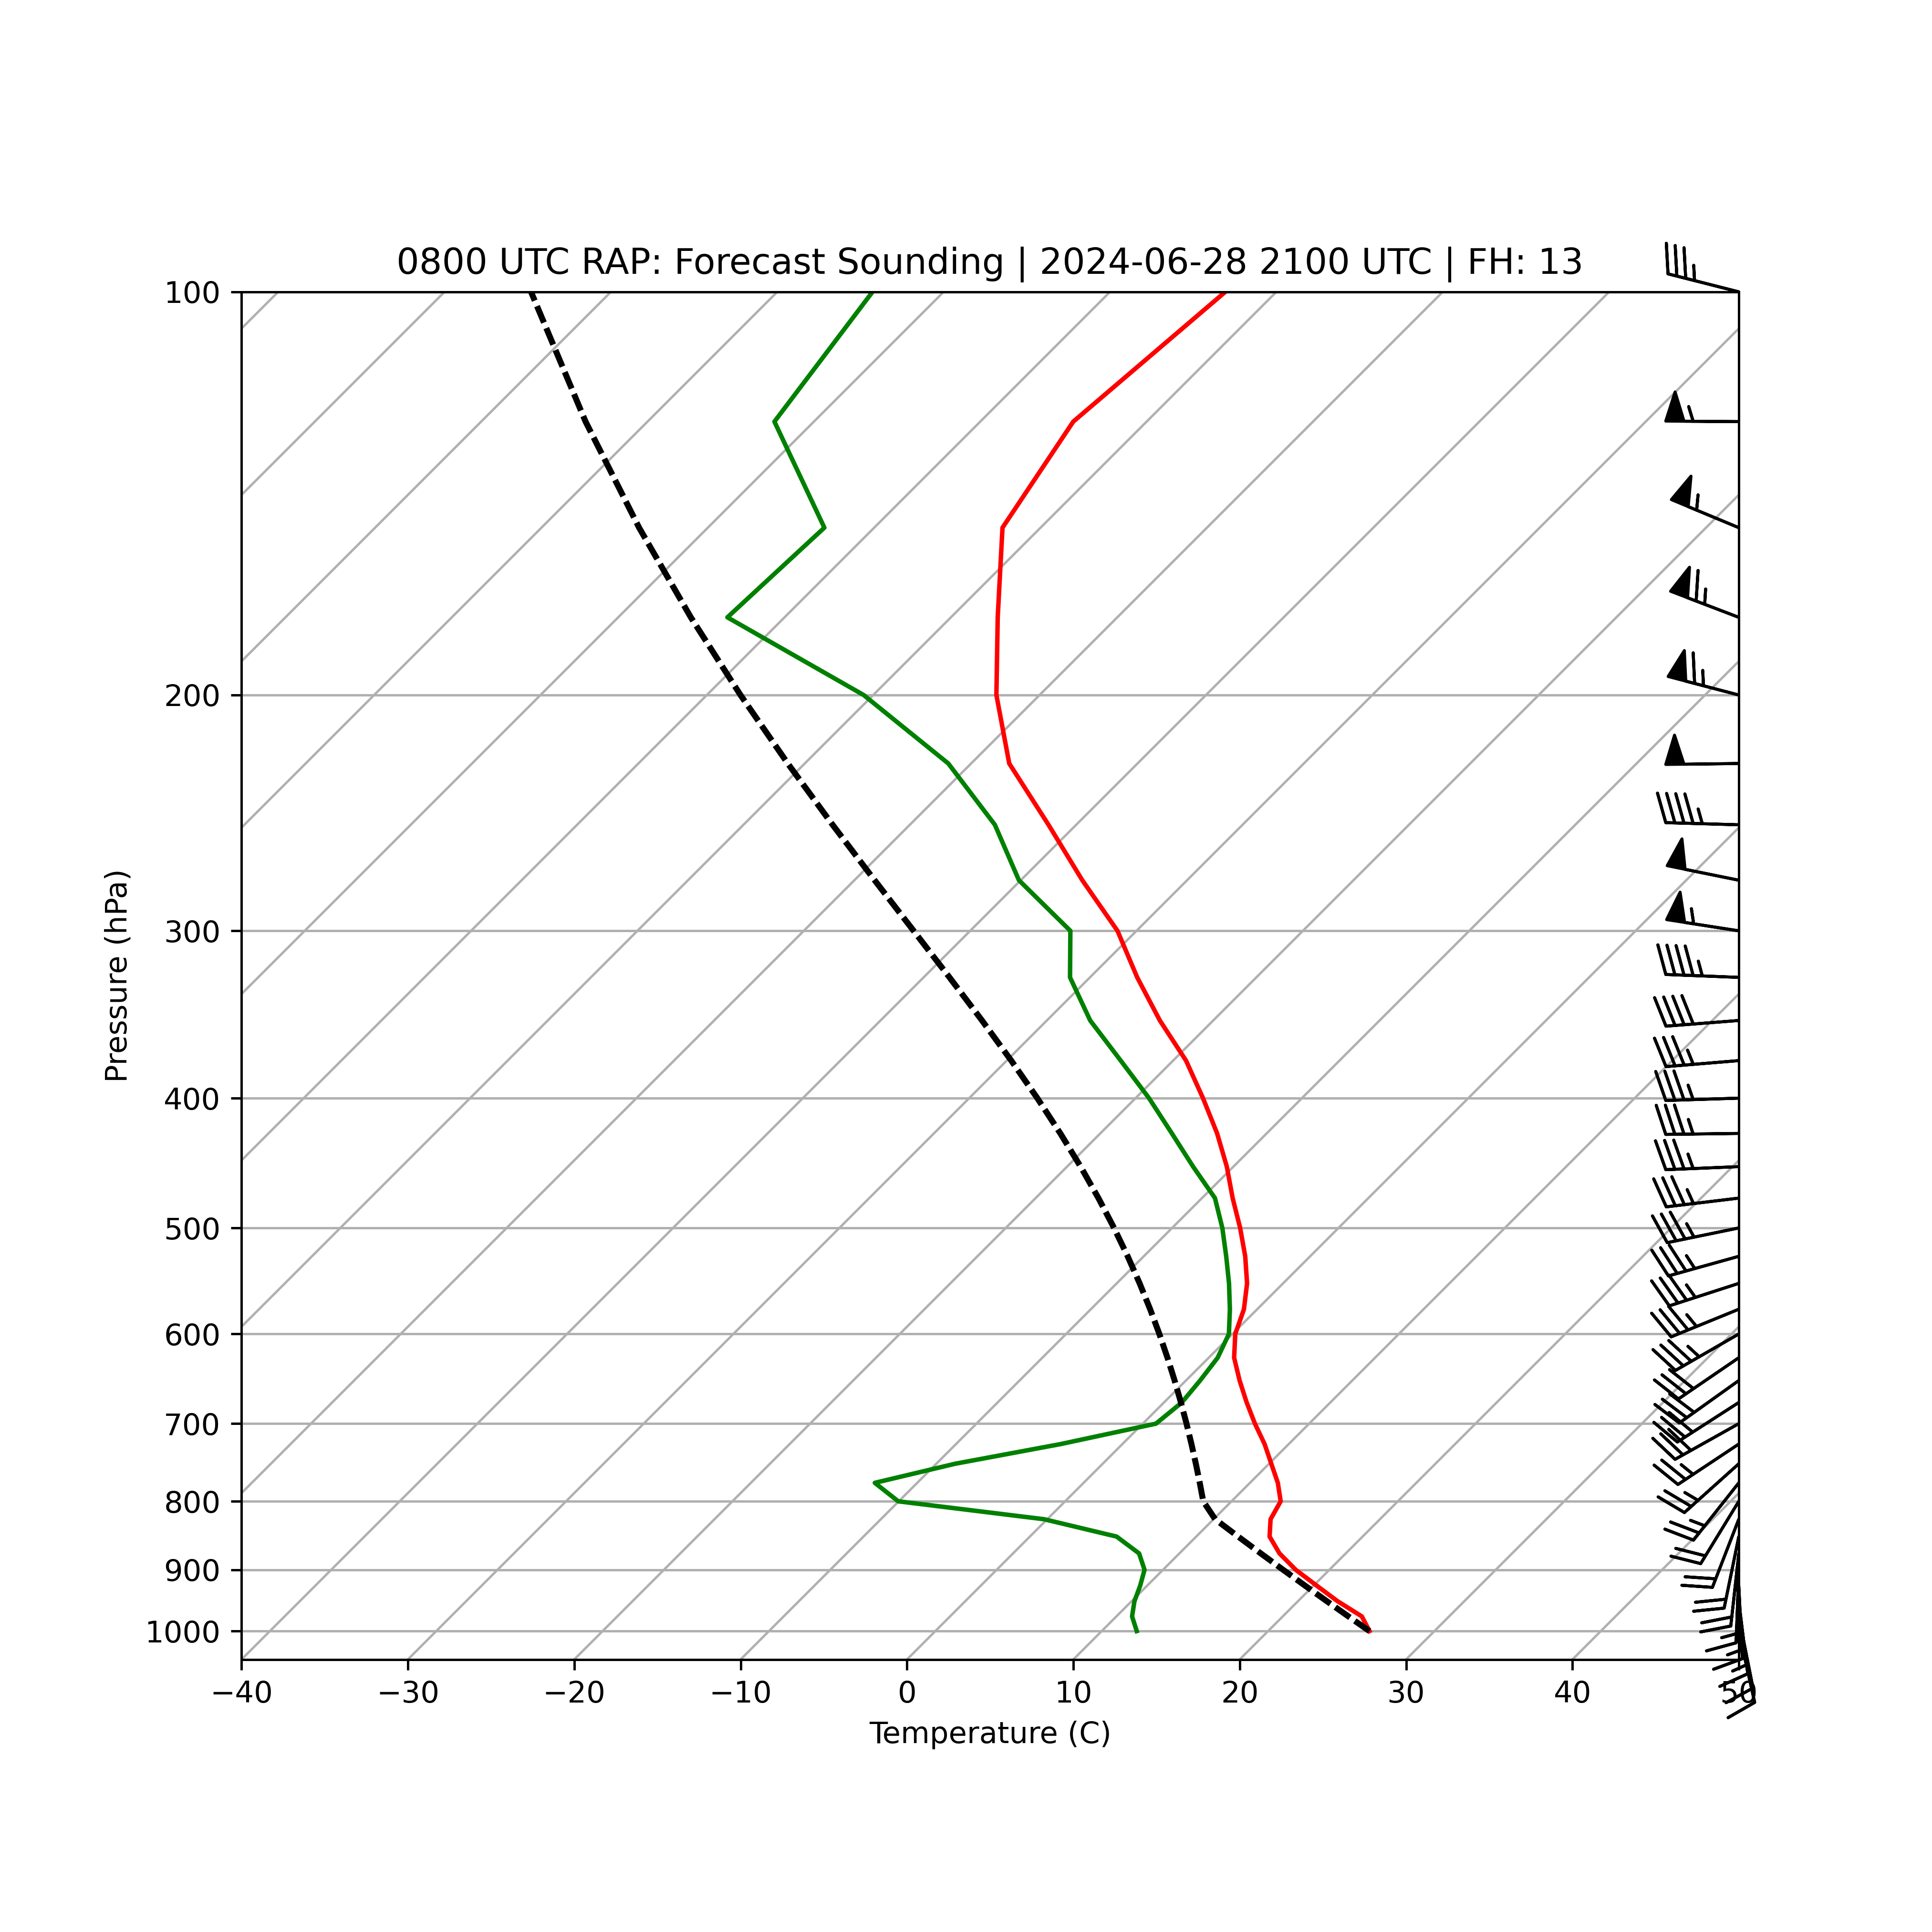 0800 UTC RAP: Forecast Sounding | 2024-06-28 2100 UTC | FH: 13
100
200
300
400
500
600
700
800
900
1000
Pressure (hPa)
−40 −30 −20 −10 0 10 20 30 40 50
Temperature (C)